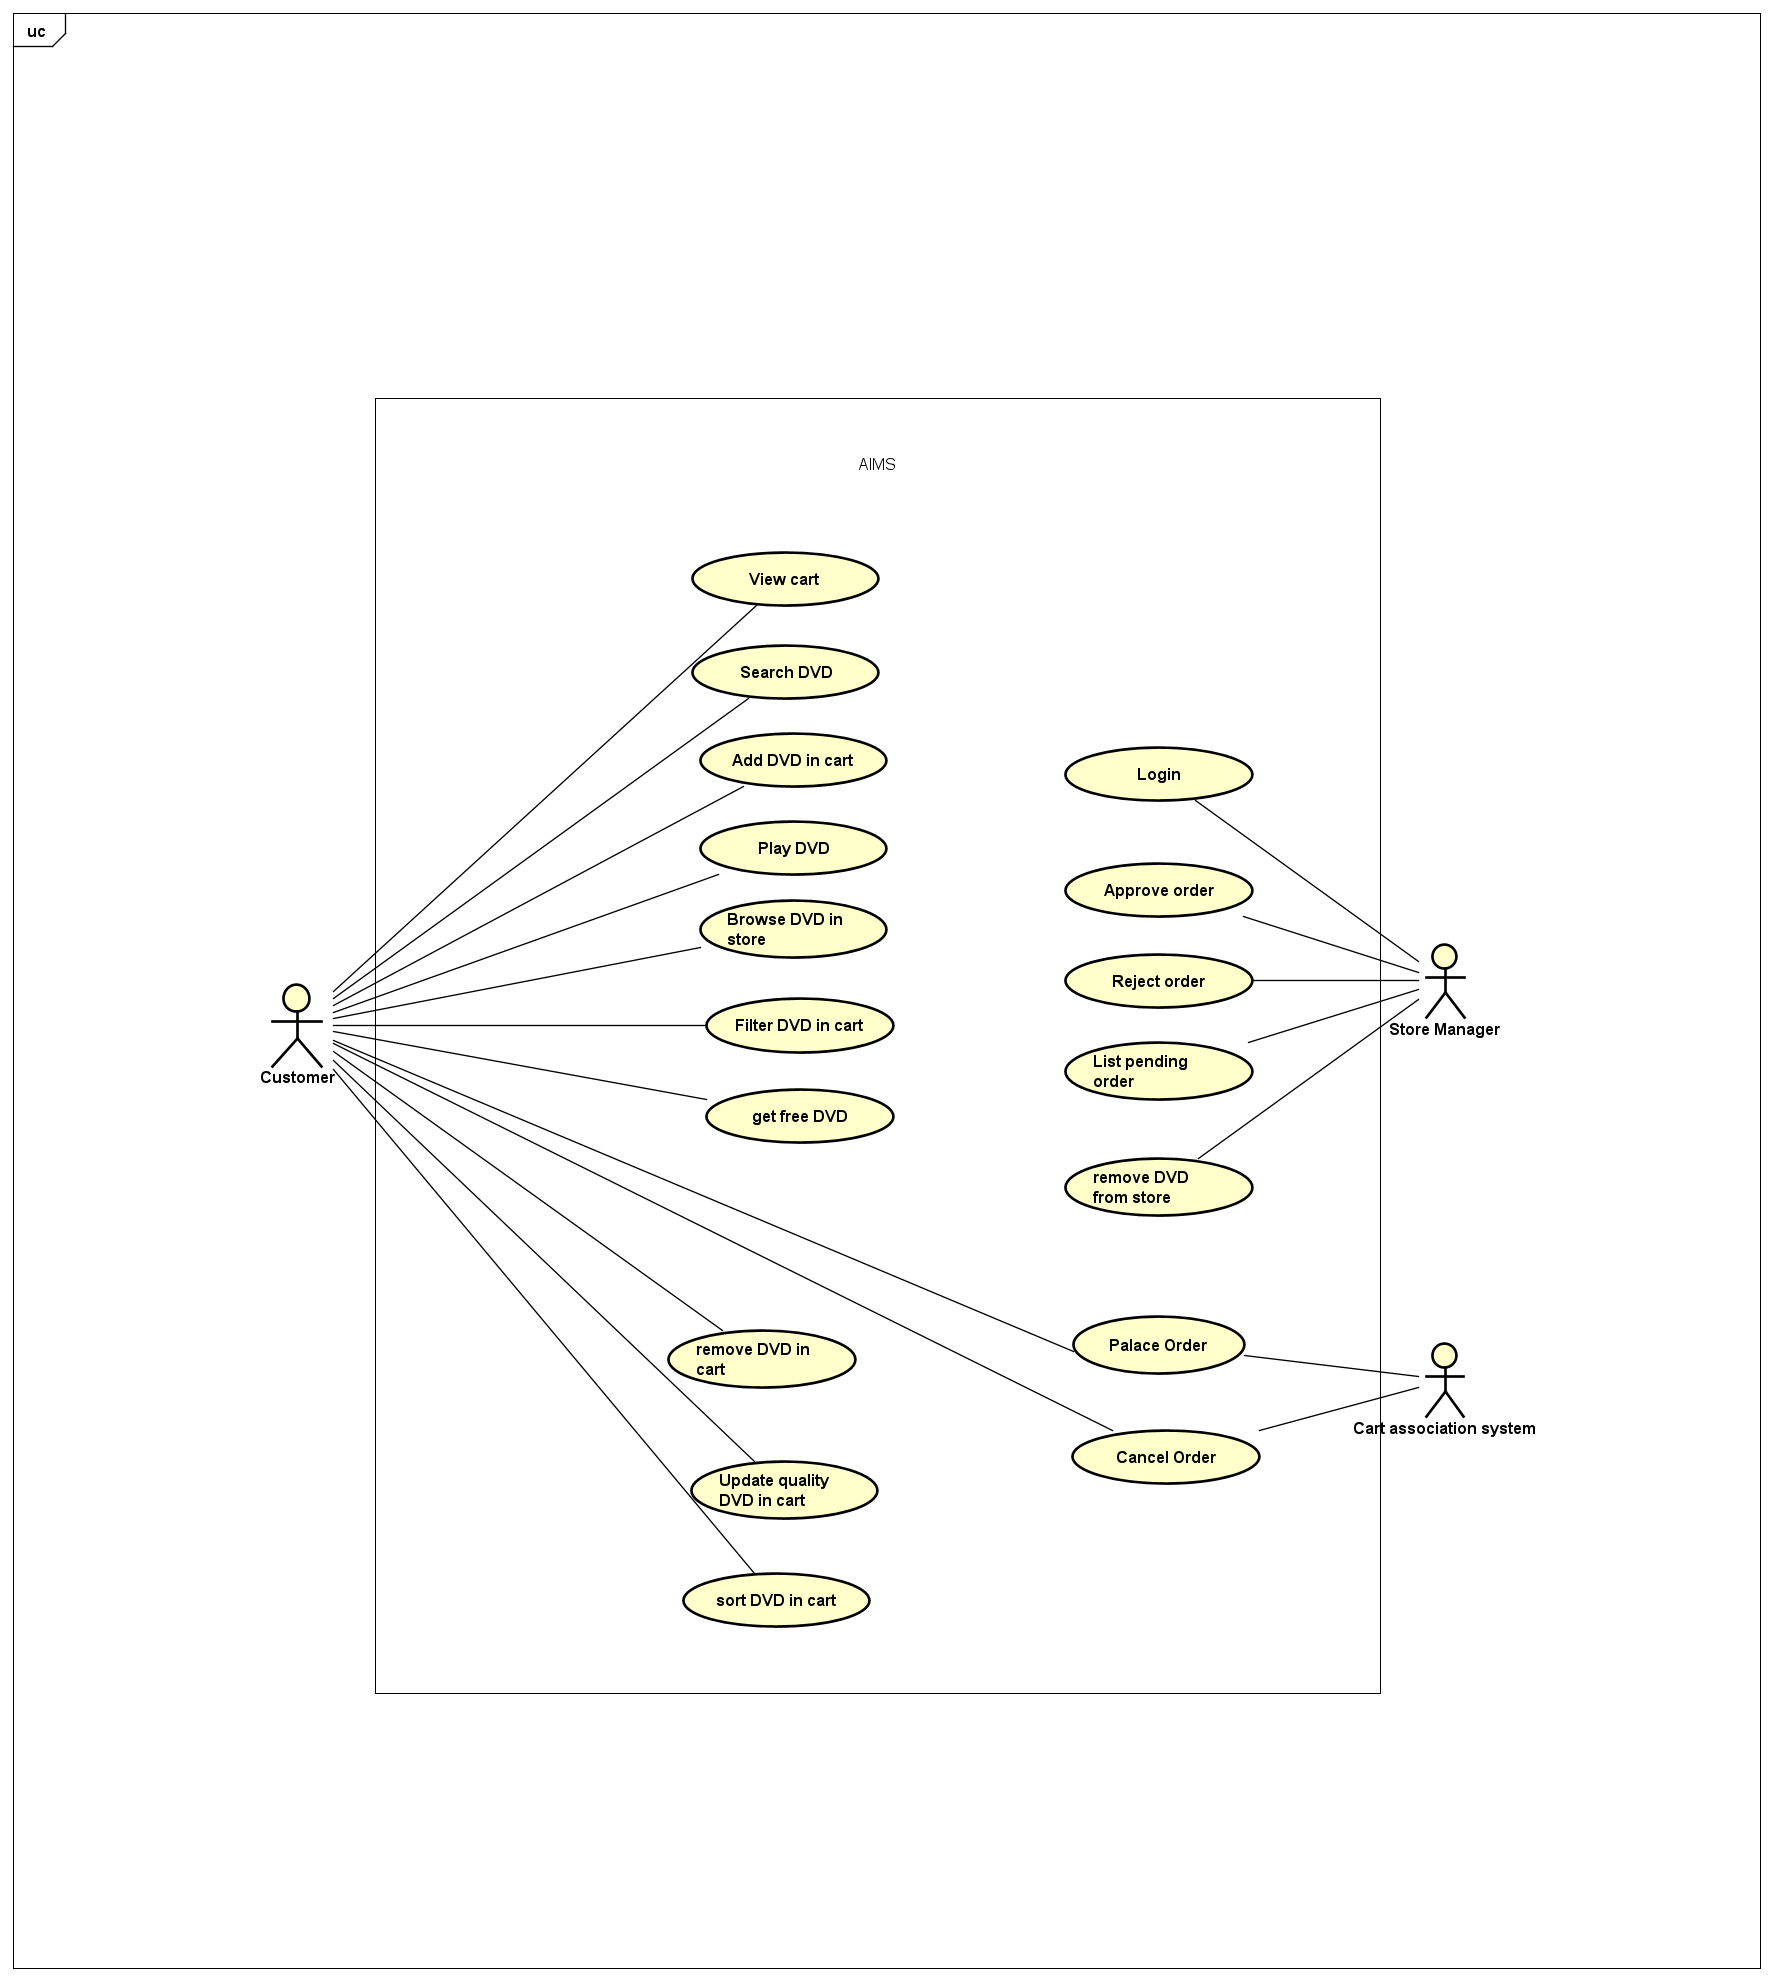 uc
AIMS
View cart
Search DVD
Add DVD in cart
Login
Play DVD
Approve order
Browse DVD in
store
Reject order
Store Manager
Filter DVD in cart
Customer
List pending
order
get free DVD
remove DVD
from store
Palace Order
remove DVD in
cart
Cart association system
Cancel Order
Update quality
DVD in cart
sort DVD in cart